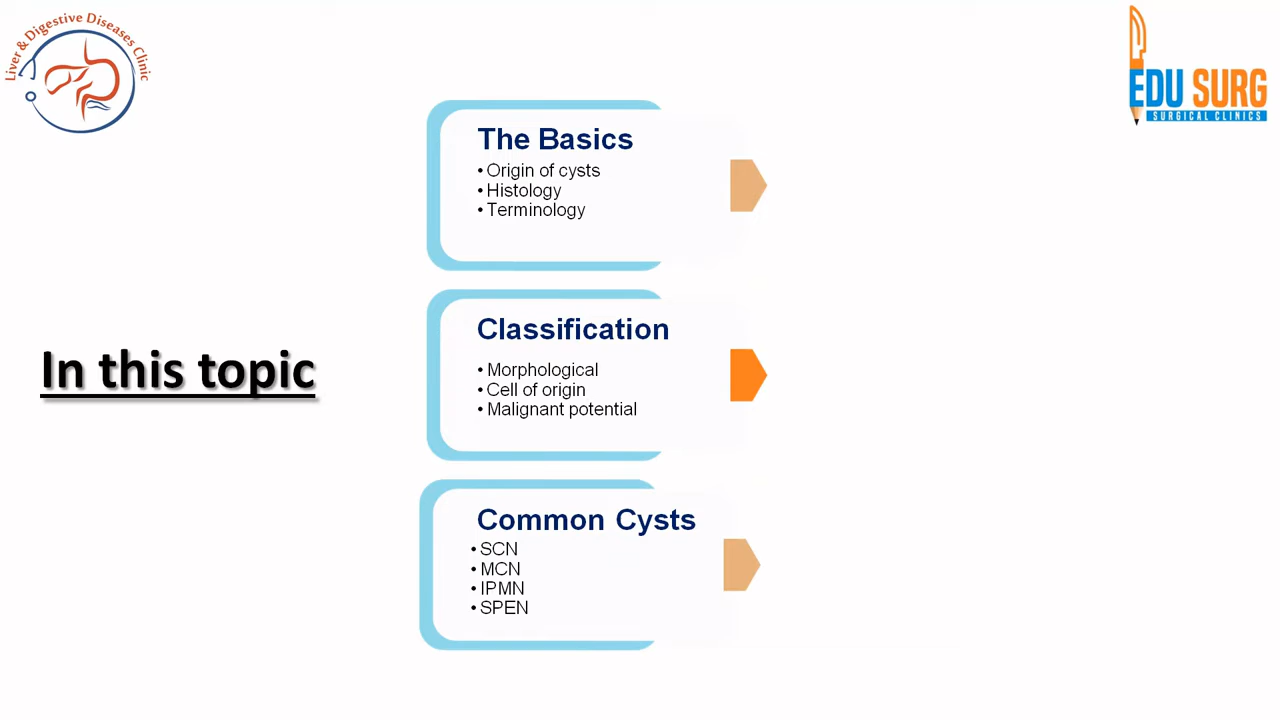 Liver & Digestive Diseases Clinic
EDU SURG
SURGICAL CLINICS
In this topic
The Basics
• Origin of cysts
• Histology
• Terminology
Classification
• Morphological
• Cell of origin
• Malignant potential
Common Cysts
• SCN
• MCN
• IPMN
• SPEN